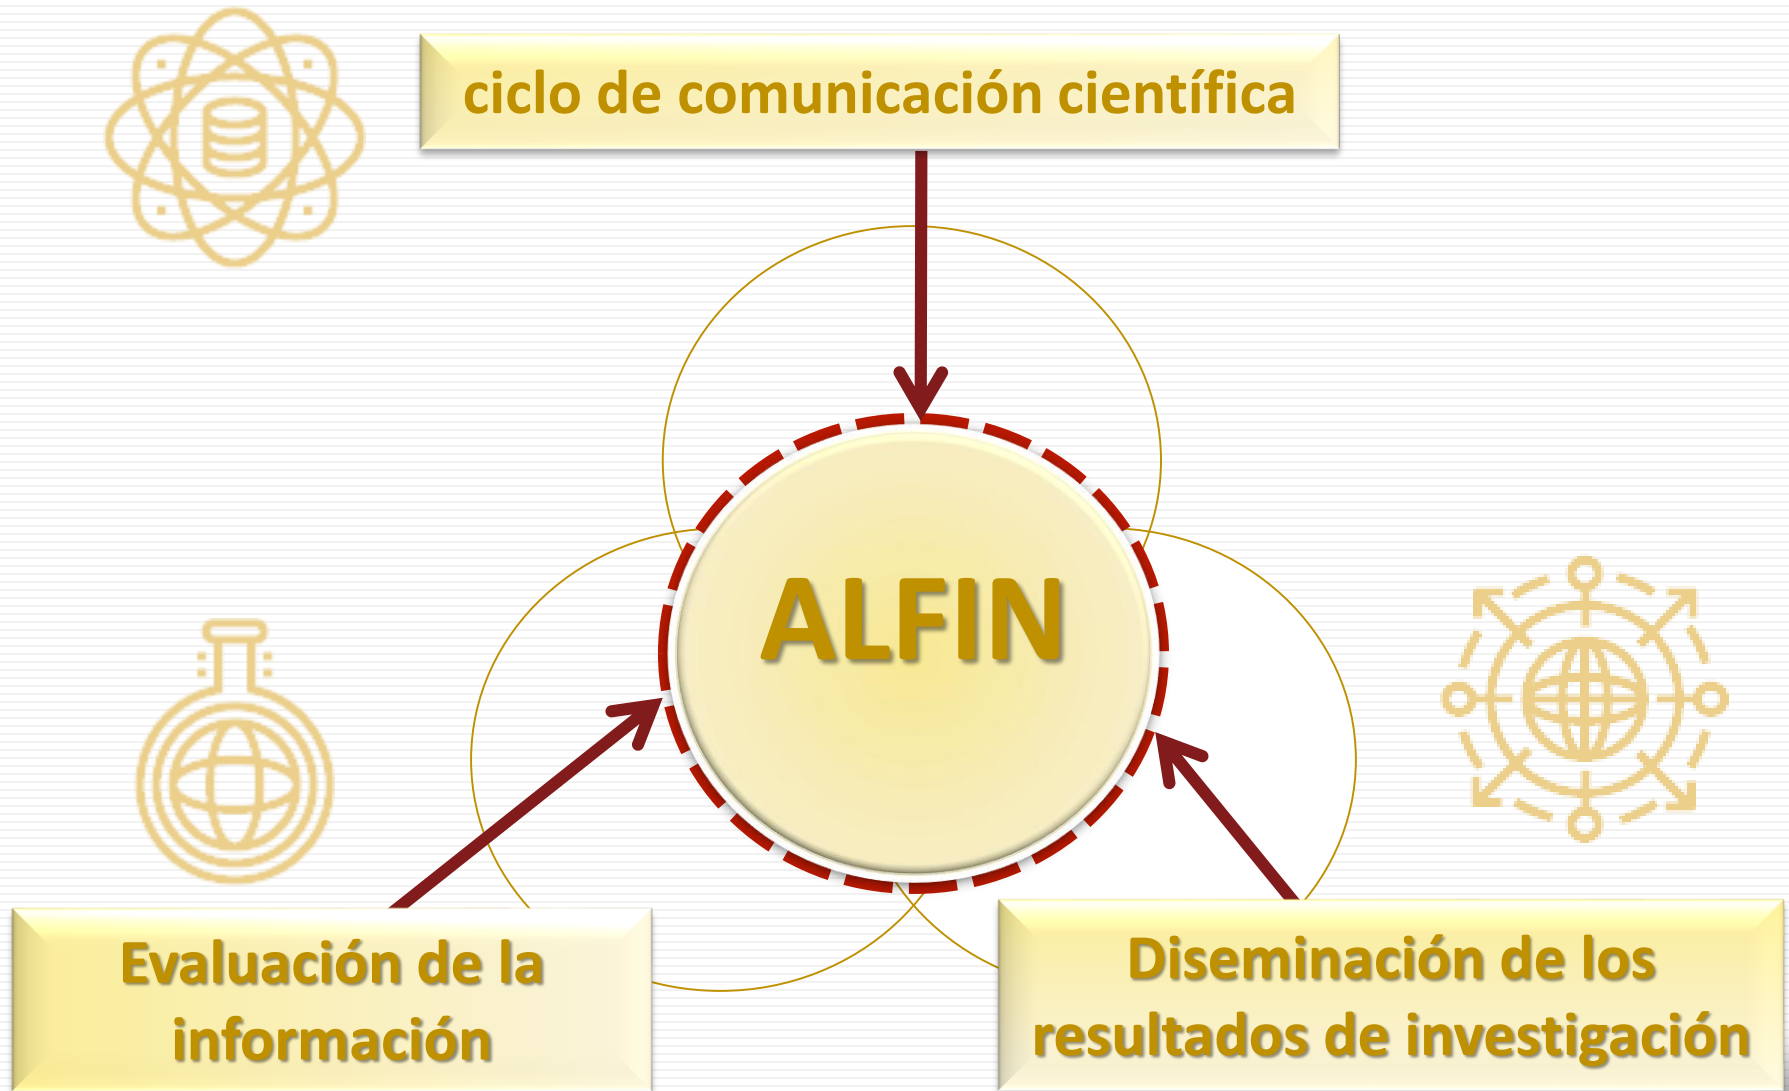 ciclo de comunicación científica
ALFIN
Evaluación de la
información
Diseminación de los
resultados de investigación